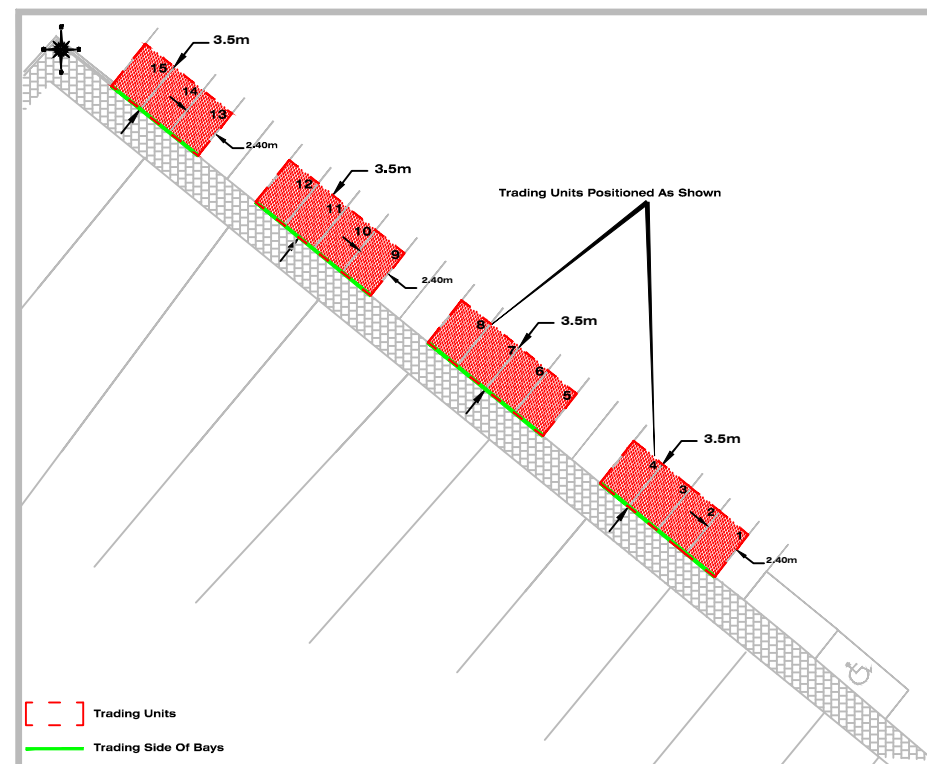 3.5m
15
14
13
2.40m
3.5m
12
11
10
9
2.40m
Trading Units Positioned As Shown
8
3.5m
7
6
5
3.5m
4
3
2
1
2.40m
Trading Units
Trading Side Of Bays